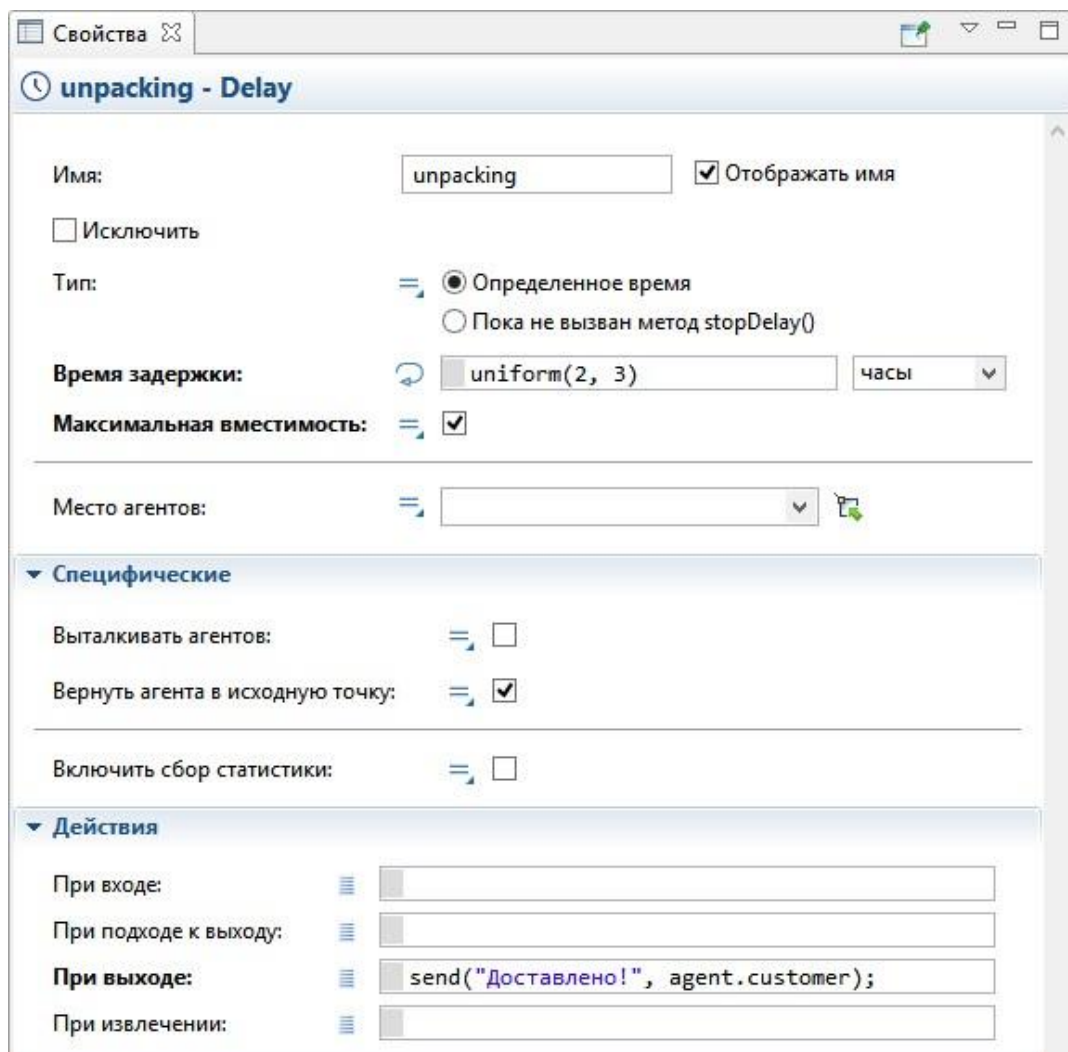 Свойства
unpacking - Delay
Имя: unpacking Отображать имя
Исключить
Тип: Определенное время
Пока не вызван метод stopDelay()
Время задержки: uniform(2, 3) часы
Максимальная вместимость:
Место агентов:
Специфические
Выталкивать агентов:
Вернуть агента в исходную точку:
Включить сбор статистики:
Действия
При входе:
При подходе к выходу:
При выходе: send("Доставлено!", agent.customer);
При извлечении: